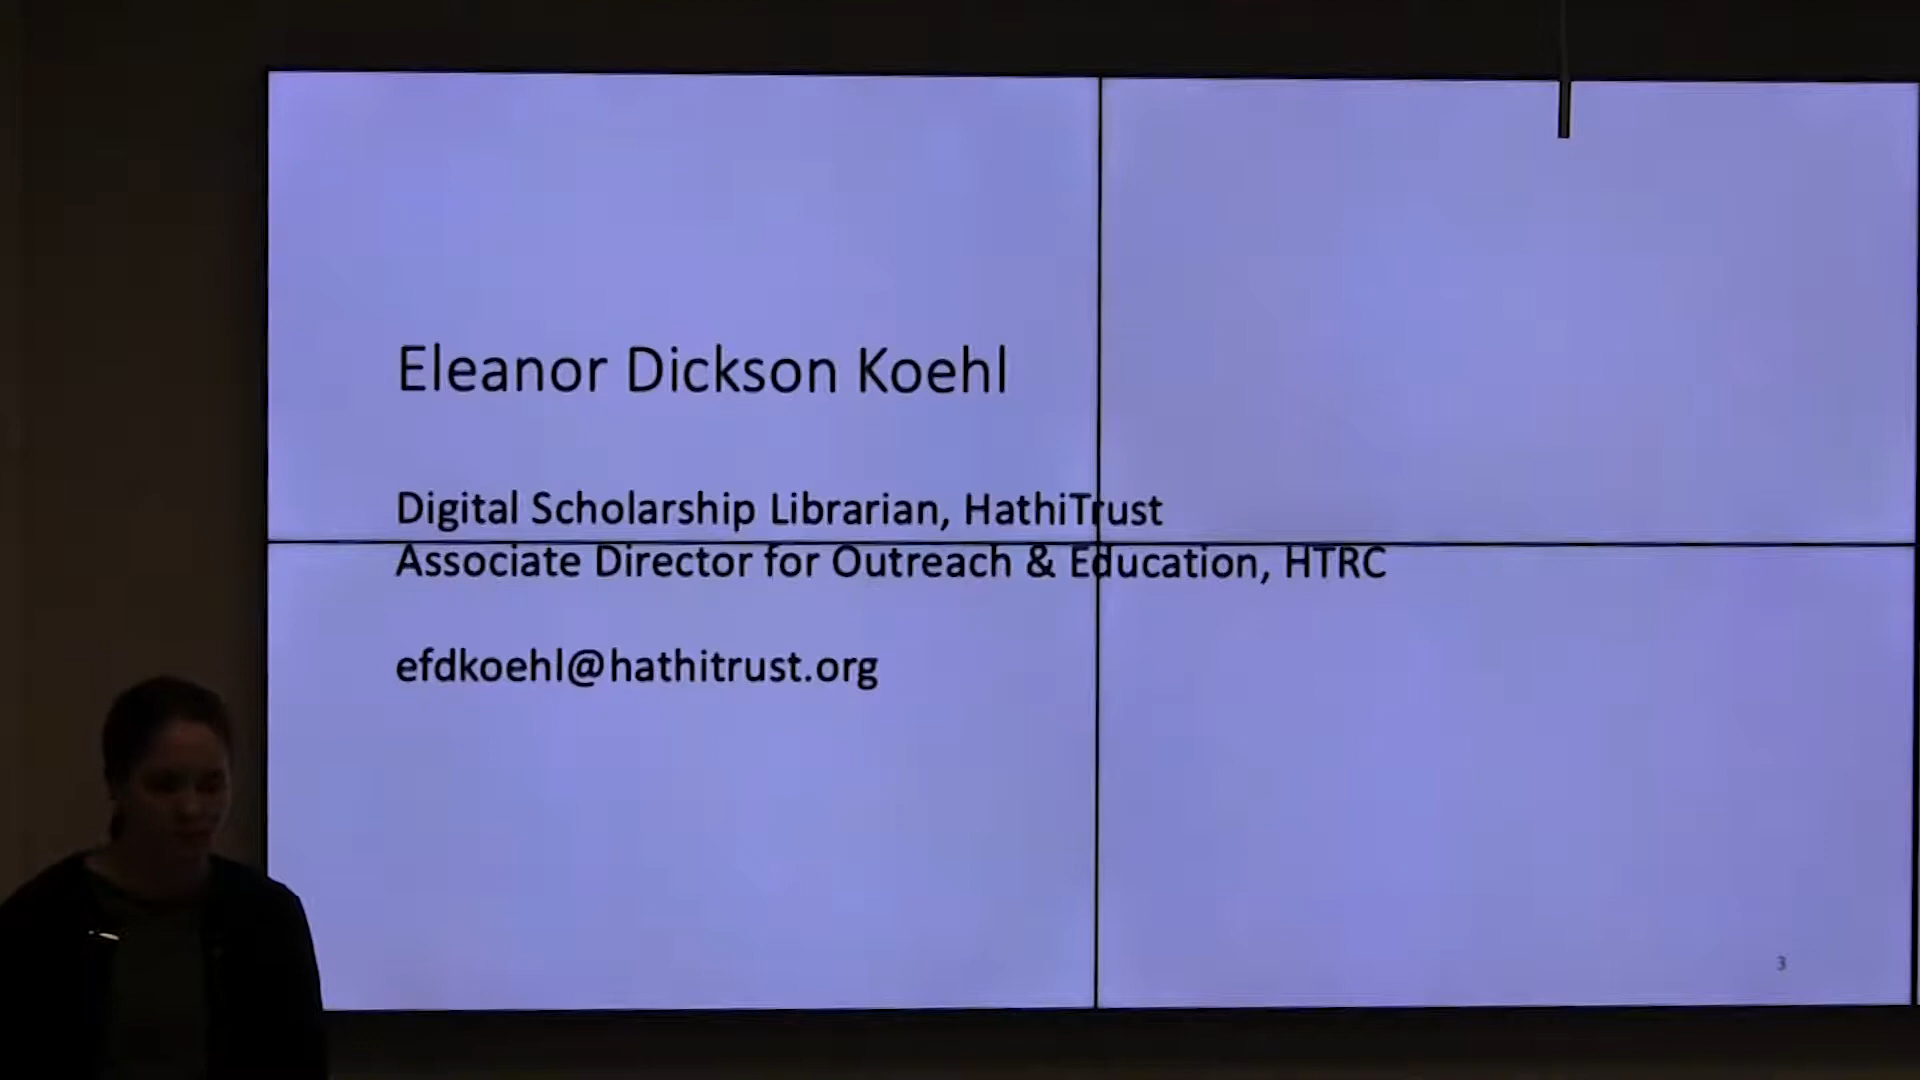 Eleanor Dickson Koehl
Digital Scholarship Librarian, HathiTrust
Associate Director for Outreach & Education, HTRC
efdkoehl@hathitrust.org
3